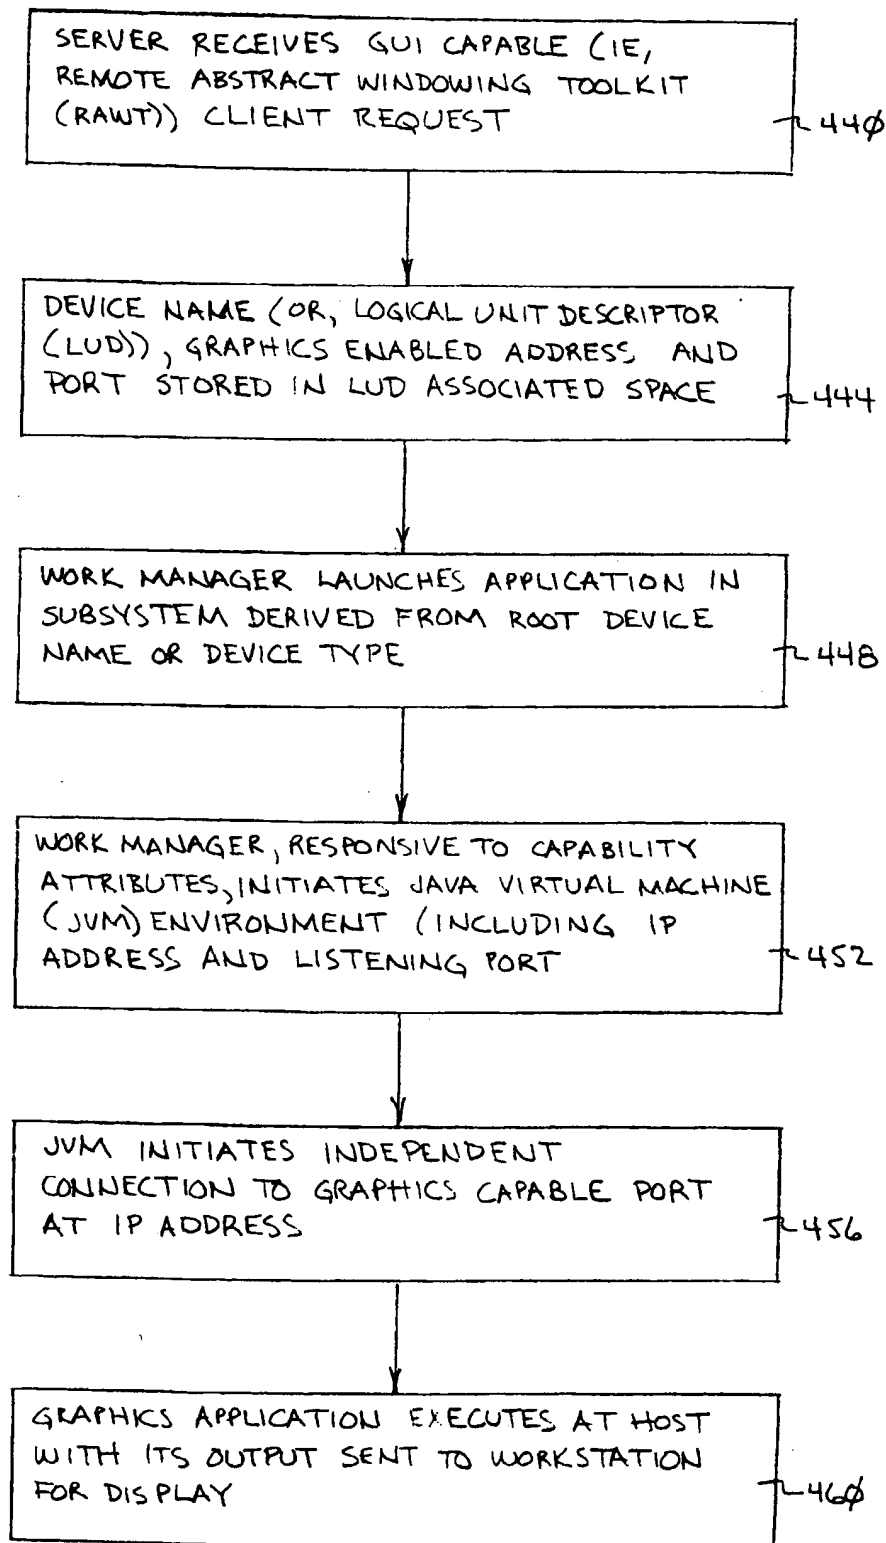 SERVER RECEIVES GUI CAPABLE (IE,
REMOTE ABSTRACT WINDOWING TOOLKIT
(RAWT)) CLIENT REQUEST
440
DEVICE NAME (OR, LOGICAL UNIT DESCRIPTOR
(LUD)), GRAPHICS ENABLED ADDRESS AND
PORT STORED IN LUD ASSOCIATED SPACE
444
WORK MANAGER LAUNCHES APPLICATION IN
SUBSYSTEM DERIVED FROM ROOT DEVICE
NAME OR DEVICE TYPE
448
WORK MANAGER, RESPONSIVE TO CAPABILITY
ATTRIBUTES, INITIATES JAVA VIRTUAL MACHINE
(JVM) ENVIRONMENT (INCLUDING IP
ADDRESS AND LISTENING PORT
452
JVM INITIATES INDEPENDENT
CONNECTION TO GRAPHICS CAPABLE PORT
AT IP ADDRESS
456
GRAPHICS APPLICATION EXECUTES AT HOST
WITH ITS OUTPUT SENT TO WORKSTATION
FOR DISPLAY
460